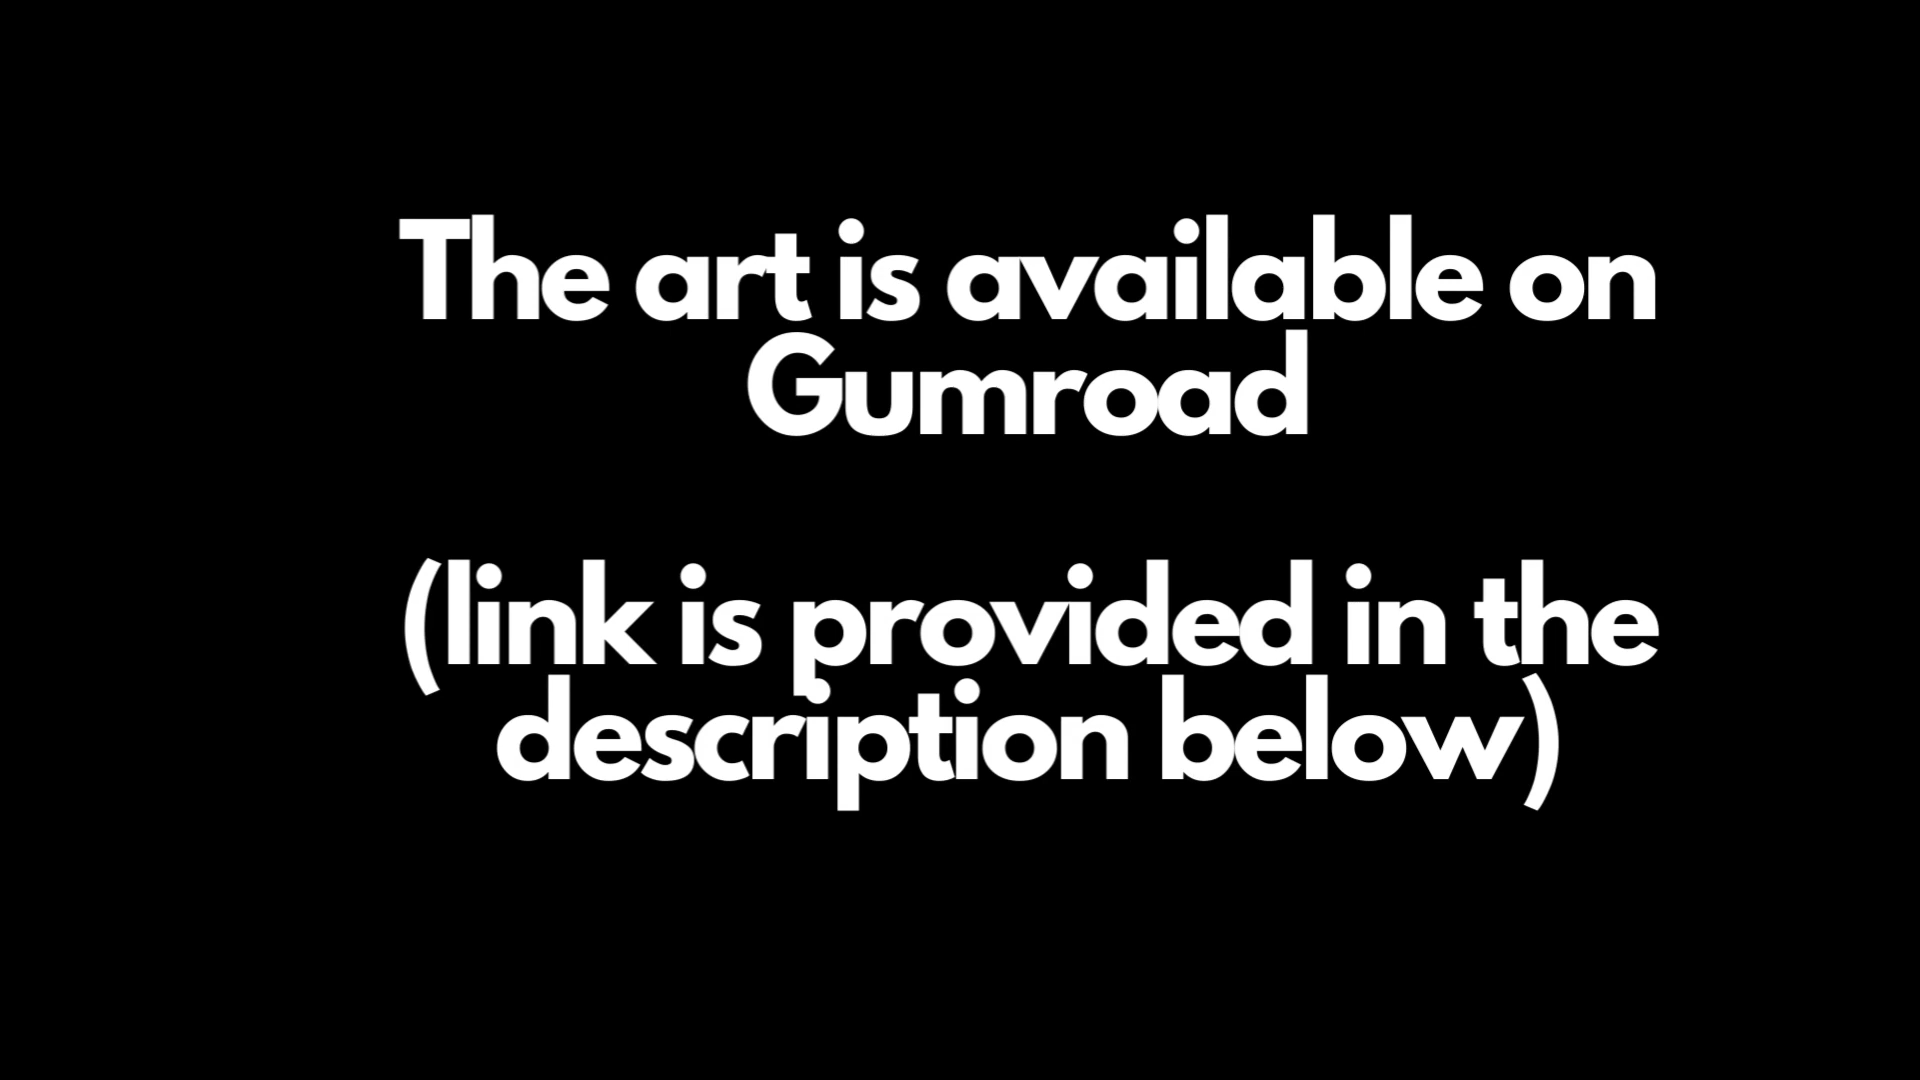 The art is available on
Gumroad
(link is provided in the
description below)